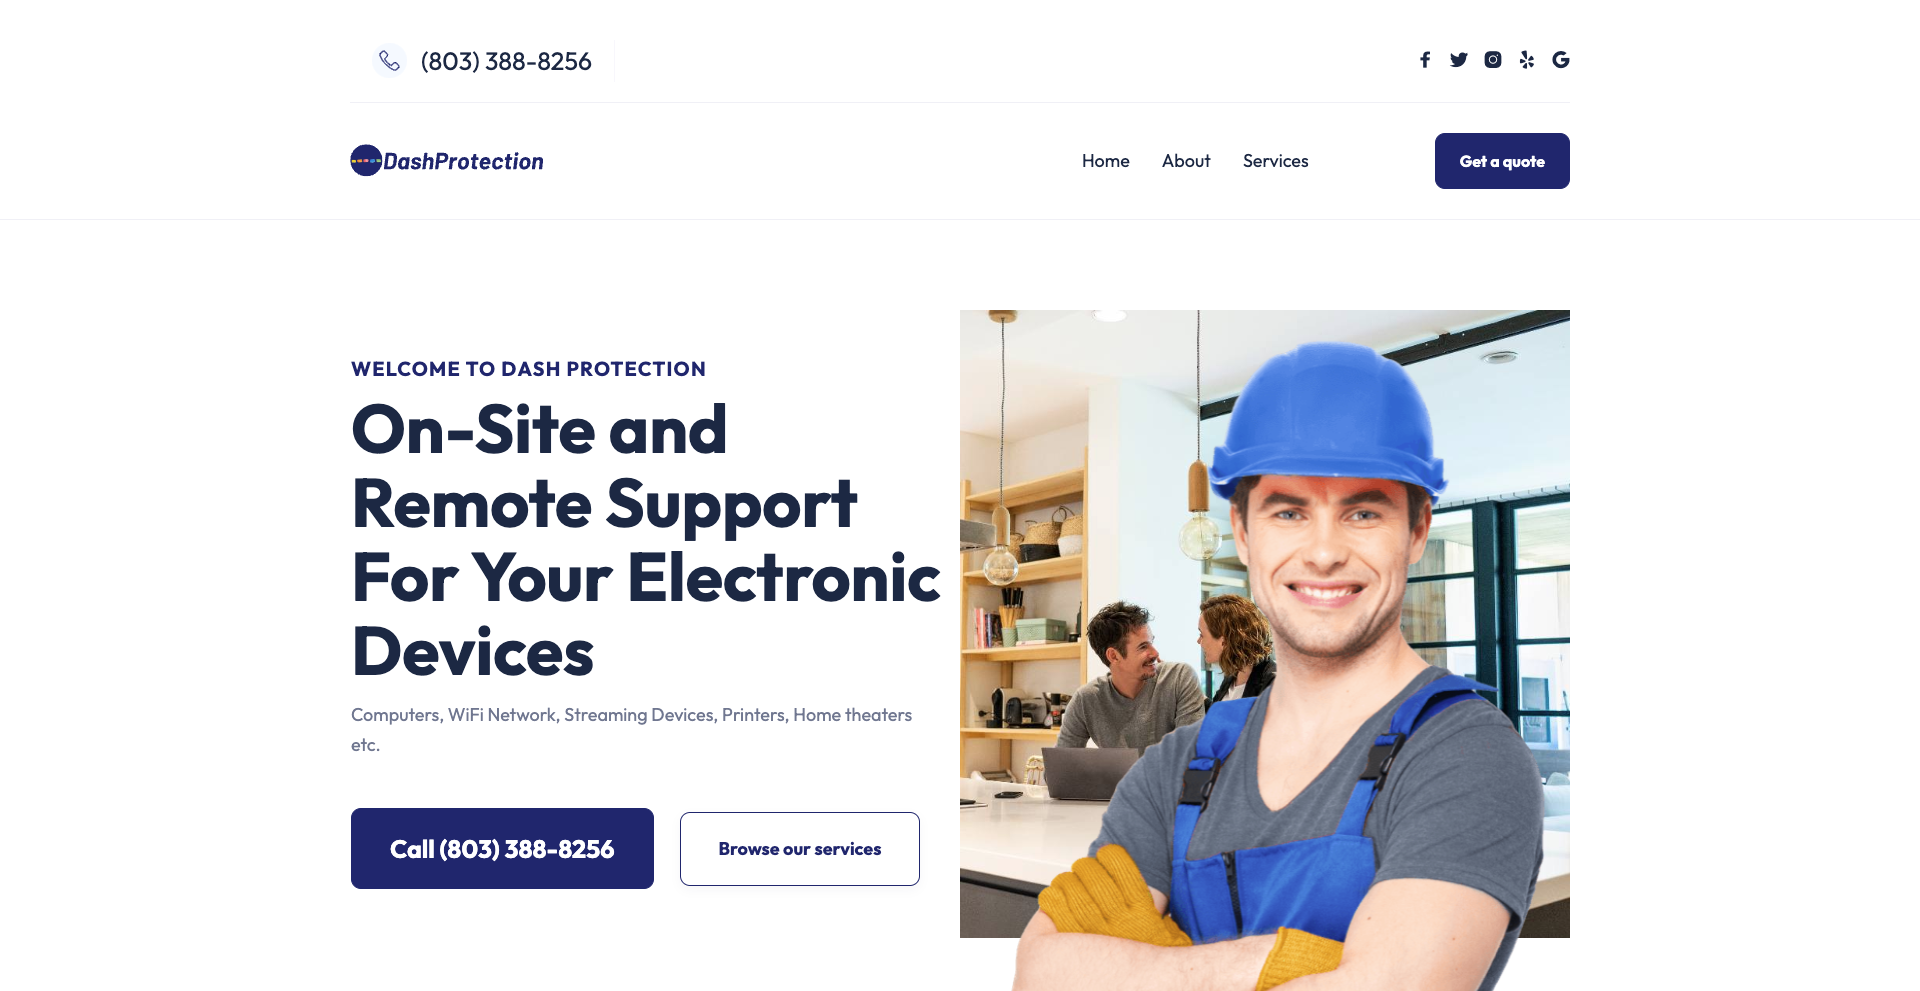 (803) 388-8256
DashProtection
Home
About
Services
Get a quote
WELCOME TO DASH PROTECTION
On-Site and
Remote Support
For Your Electronic
Devices
Computers, WiFi Network, Streaming Devices, Printers, Home theaters
etc.
Call (803) 388-8256
Browse our services